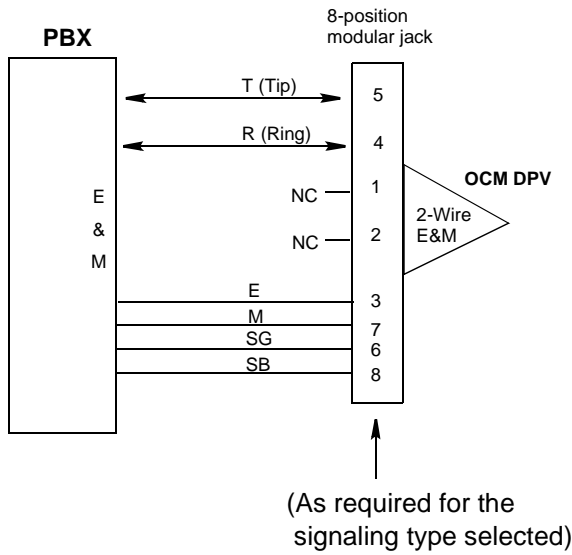 8-position
modular jack
PBX
T (Tip)
5
R (Ring)
4
OCM DPV
E
&
M
NC
1
2-Wire
E&M
NC
2
E
3
M
7
SG
6
SB
8
(As required for the
signaling type selected)